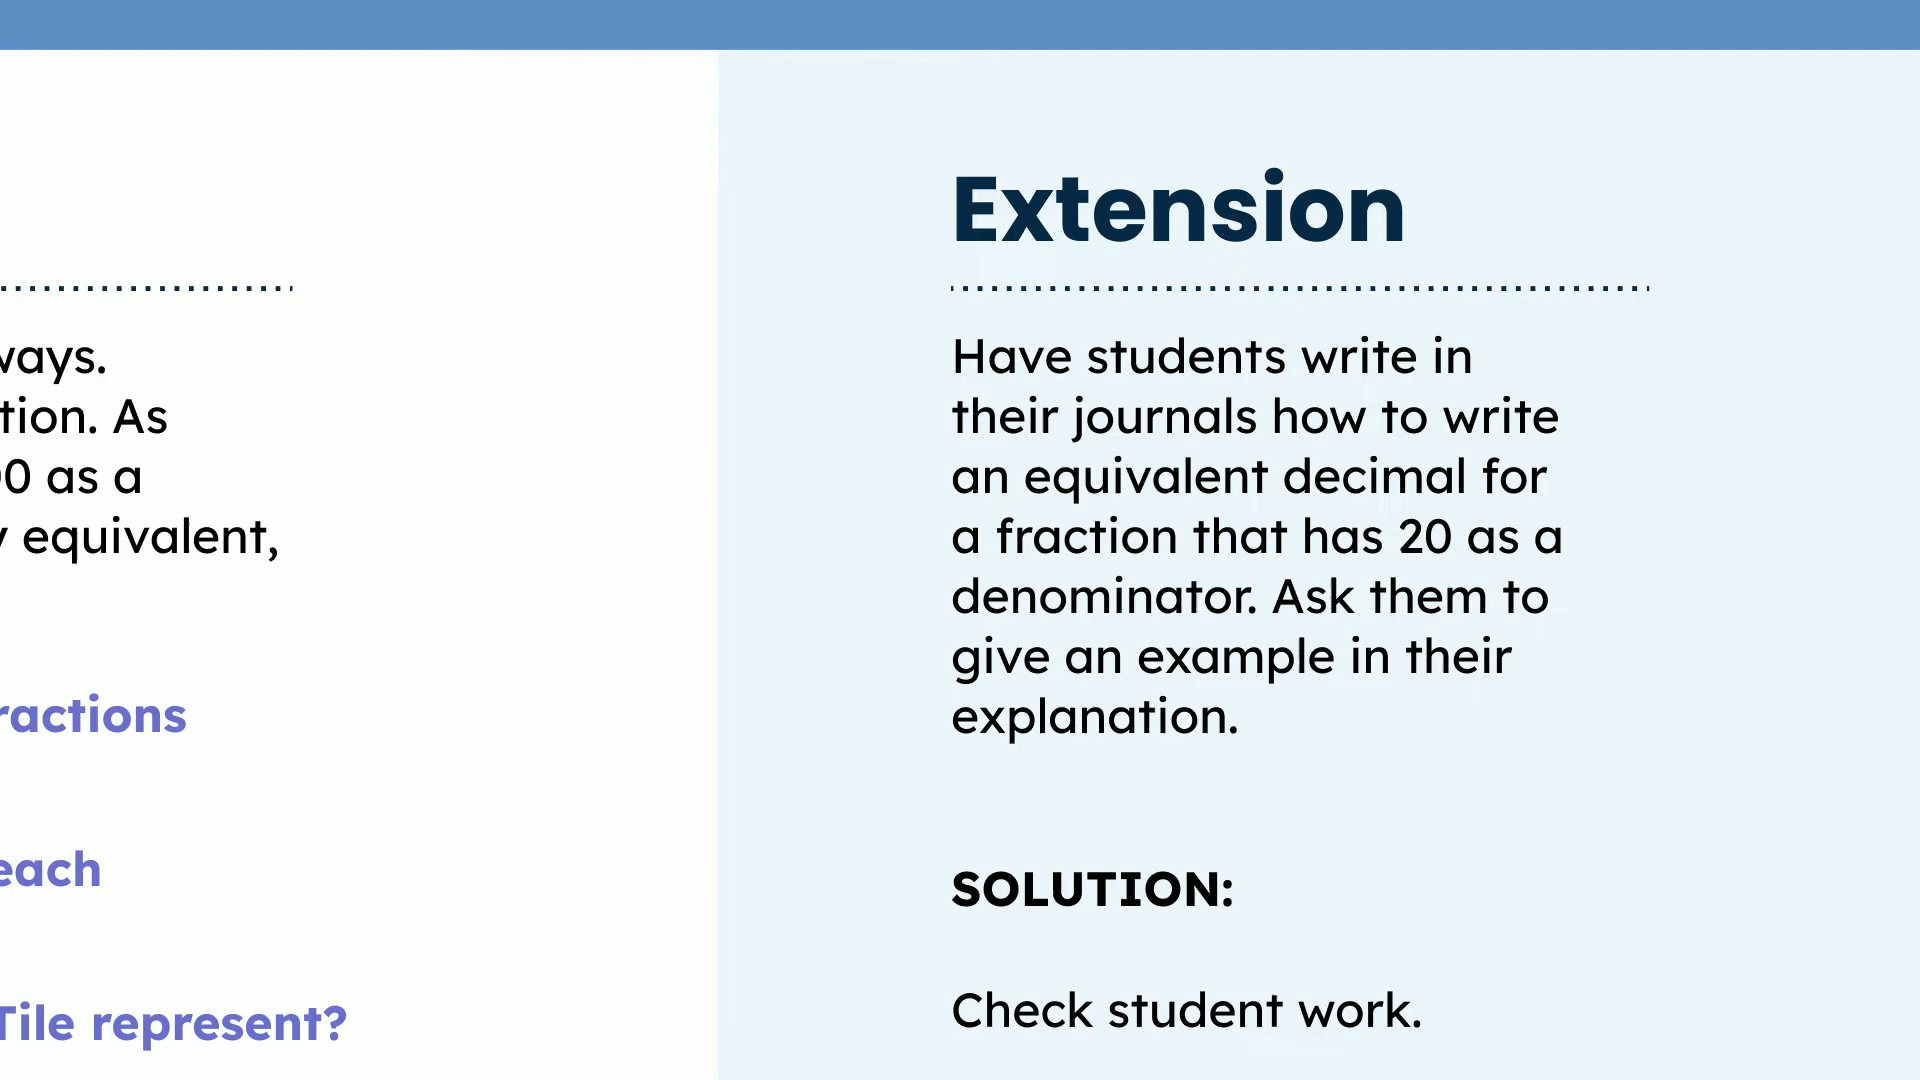 ways.
tion. As
00 as a
y equivalent,
ractions
each
Tile represent?
Extension
Have students write in
their journals how to write
an equivalent decimal for
a fraction that has 20 as a
denominator. Ask them to
give an example in their
explanation.
SOLUTION:
Check student work.